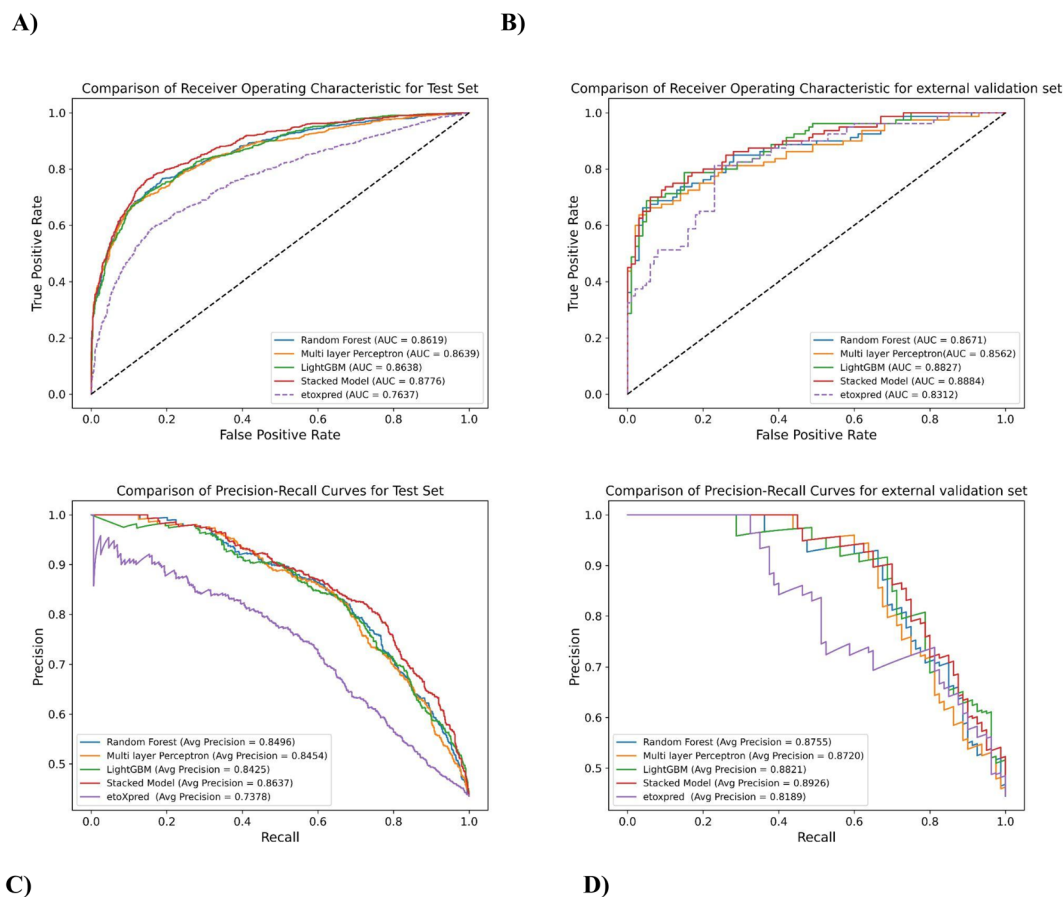 A)
B)
Comparison of Receiver Operating Characteristic for Test Set
1.0
0.8
0.6
0.4
0.2
0.0
True Positive Rate
Random Forest (AUC = 0.8619)
Multi layer Perceptron (AUC = 0.8639)
LightGBM (AUC = 0.8638)
Stacked Model (AUC = 0.8776)
etoxpred (AUC = 0.7637)
0.0 0.2 0.4 0.6 0.8 1.0
False Positive Rate
Comparison of Receiver Operating Characteristic for external validation set
1.0
0.8
0.6
0.4
0.2
0.0
True Positive Rate
Random Forest (AUC = 0.8671)
Multi layer Perceptron(AUC = 0.8562)
LightGBM (AUC = 0.8827)
Stacked Model (AUC = 0.8884)
etoxpred (AUC = 0.8312)
0.0 0.2 0.4 0.6 0.8 1.0
False Positive Rate
Comparison of Precision-Recall Curves for Test Set
1.0
0.9
0.8
0.7
0.6
0.5
Precision
Random Forest (Avg Precision = 0.8496)
Multi layer Perceptron (Avg Precision = 0.8454)
LightGBM (Avg Precision = 0.8425)
Stacked Model (Avg Precision = 0.8637)
etoXpred (Avg Precision = 0.7378)
0.0 0.2 0.4 0.6 0.8 1.0
Recall
Comparison of Precision-Recall Curves for external validation set
1.0
0.9
0.8
0.7
0.6
0.5
Precision
Random Forest (Avg Precision = 0.8755)
Multi layer Perceptron (Avg Precision = 0.8720)
LightGBM (Avg Precision = 0.8821)
Stacked Model (Avg Precision = 0.8926)
etoxpred (Avg Precision = 0.8189)
0.0 0.2 0.4 0.6 0.8 1.0
Recall
C)
D)